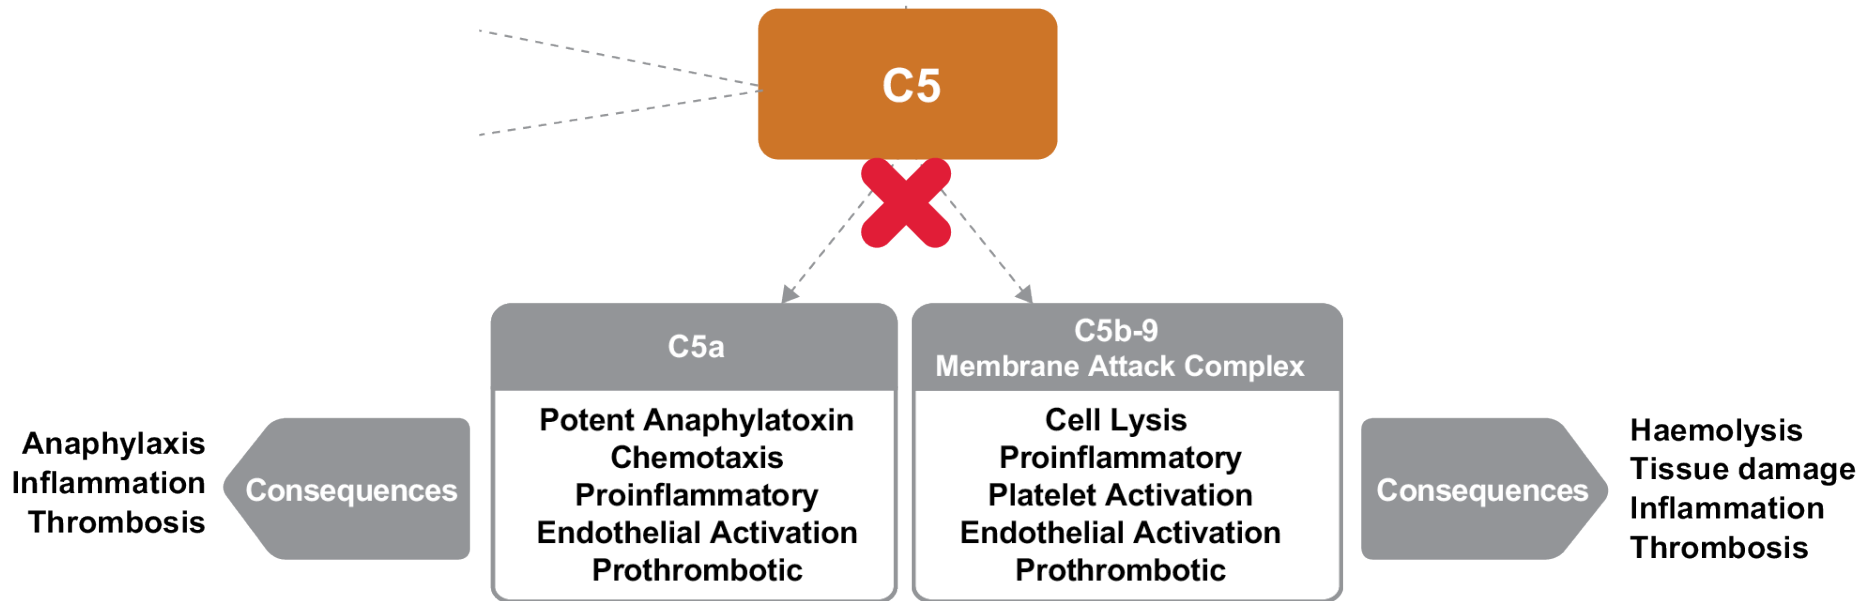 C5
C5a
Potent Anaphylatoxin
Chemotaxis
Proinflammatory
Endothelial Activation
Prothrombotic
C5b-9
Membrane Attack Complex
Cell Lysis
Proinflammatory
Platelet Activation
Endothelial Activation
Prothrombotic
Consequences
Anaphylaxis
Inflammation
Thrombosis
Consequences
Haemolysis
Tissue damage
Inflammation
Thrombosis